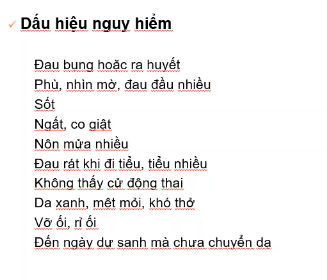 Dấu hiệu nguy hiểm
Đau bụng hoặc ra huyết
Phù, nhìn mờ, đau đầu nhiều
Sốt
Ngất, co giật
Nôn mửa nhiều
Đau rát khi đi tiểu, tiểu nhiều
Không thấy cử động thai
Da xanh, mệt mỏi, khó thở
Vỡ ối, rỉ ối
Đến ngày dự sanh mà chưa chuyển dạ